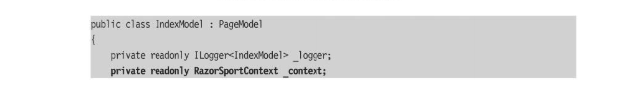 public class IndexModel : PageModel
{
private readonly ILogger<IndexModel> _logger;
private readonly RazorSportContext _context;